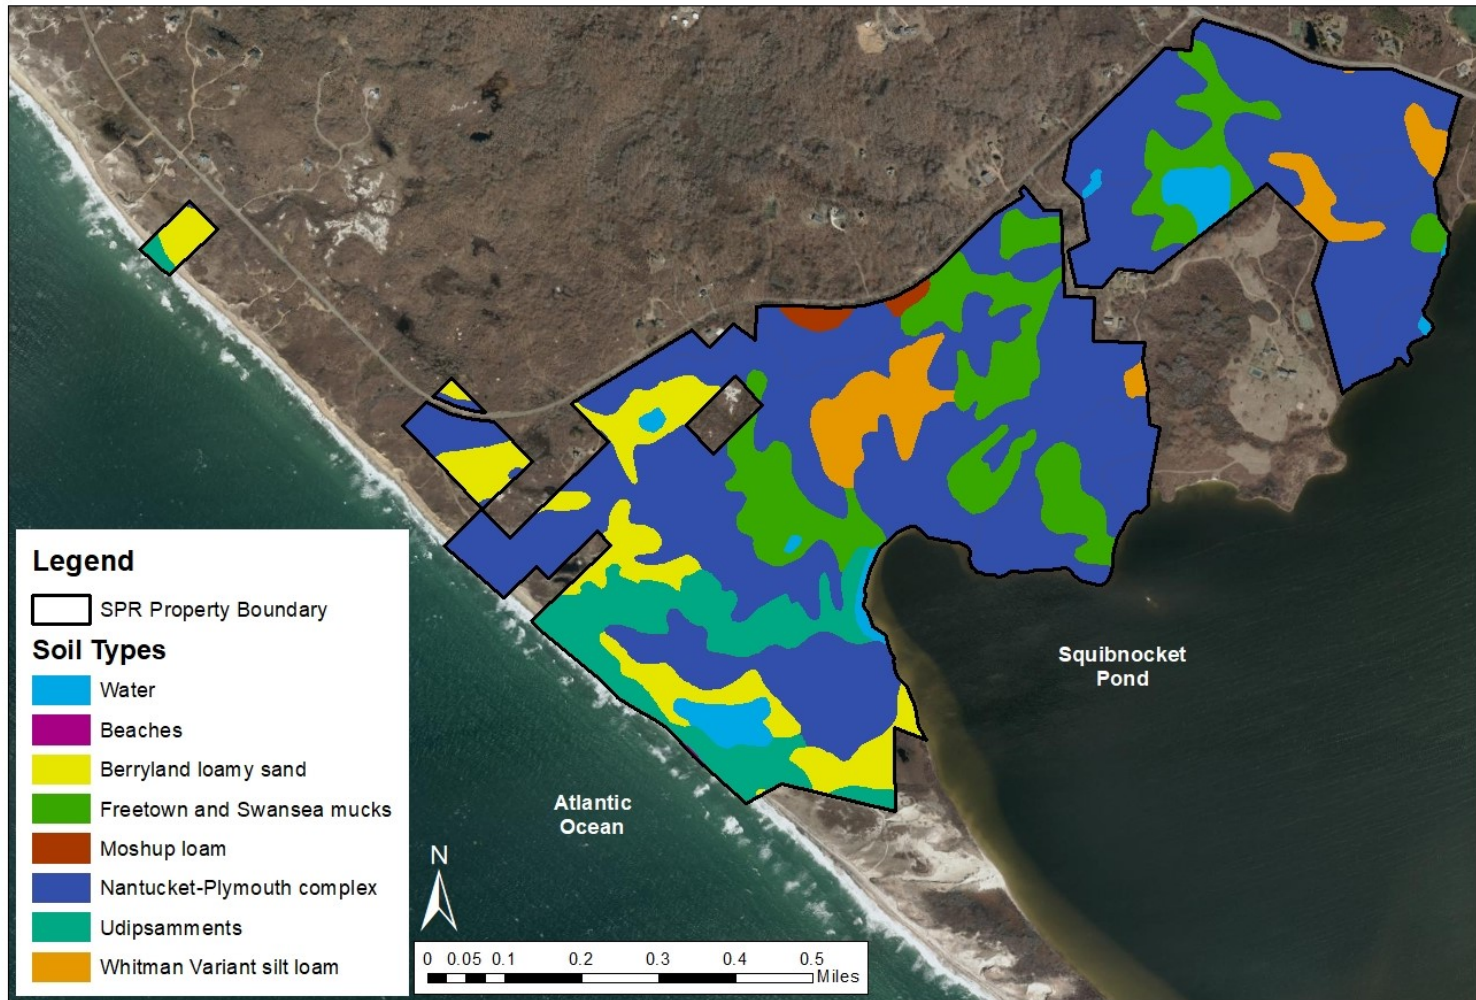 Legend
SPR Property Boundary
Soil Types
Water
Beaches
Berryland loamy sand
Freetown and Swansea mucks
Moshup loam
Nantucket-Plymouth complex
Udipsamments
Whitman Variant silt loam
Atlantic
Ocean
Squibnocket
Pond
N
0 0.05 0.1 0.2 0.3 0.4 0.5
Miles